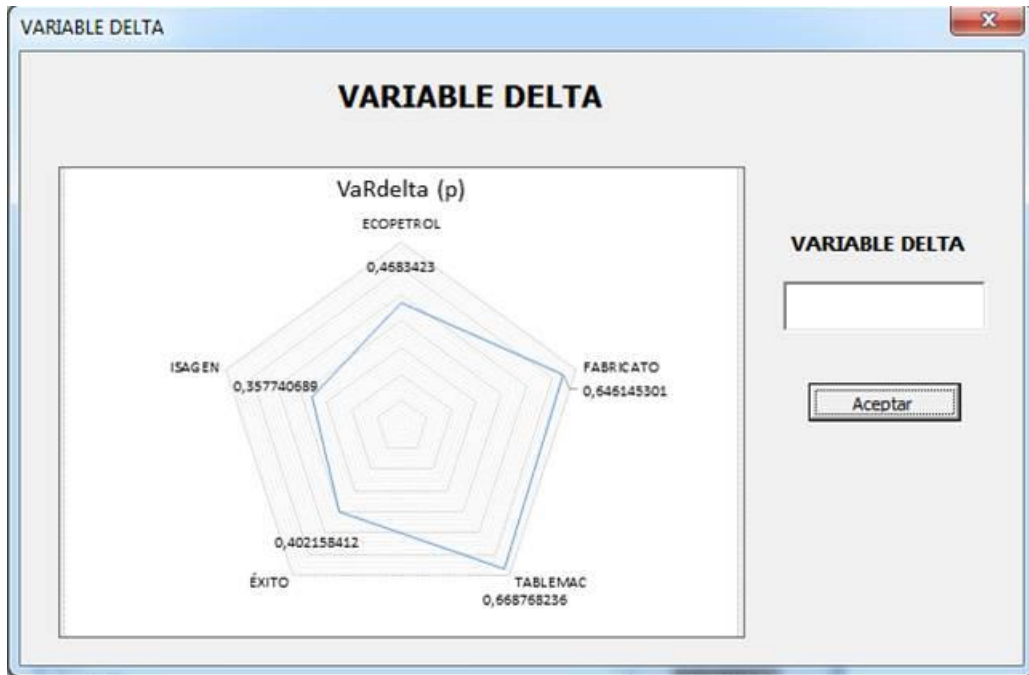 VARIABLE DELTA
VARIABLE DELTA
VaRdelta (p)
ECOPETROL
0,4683423
VARIABLE DELTA
ISAGEN
FABRICATO
0,357740689
0,646145301
Aceptar
0,402158412
ÉXITO
TABLEMAC
0,668768236